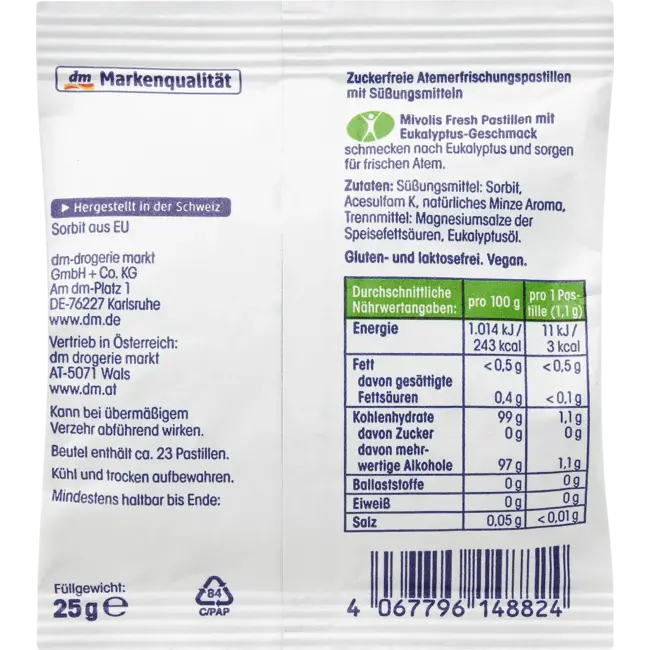 dm Markenqualität
Hergestellt in der Schweiz
Sorbit aus EU
dm-drogerie markt
GmbH + Co. KG
Am dm-Platz 1
DE-76227 Karlsruhe
www.dm.de
Vertrieb in Österreich:
dm drogerie markt
AT-5071 Wals
www.dm.at
Kann bei übermäßigem
Verzehr abführend wirken.
Beutel enthält ca. 23 Pastillen.
Kühl und trocken aufbewahren.
Mindestens haltbar bis Ende:
Füllgewicht:
25 g ℮
84
C/PAP
Zuckerfreie Atemerfrischungspastillen
mit Süßungsmitteln
Mivolis Fresh Pastillen mit
Eukalyptus-Geschmack
schmecken nach Eukalyptus und sorgen
für frischen Atem.
Zutaten: Süßungsmittel: Sorbit,
Acesulfam K, natürliches Minze Aroma,
Trennmittel: Magnesiumsalze der
Speisefettsäuren, Eukalyptusöl.
Gluten- und laktosefrei. Vegan.
Durchschnittliche pro 1 Pas-
Nährwertangaben: pro 100 g tille (1,1 g)
Energie 1.014 kJ / 11 kJ /
243 kcal 3 kcal
Fett <0,5 g <0,5 g
davon gesättigte
Fettsäuren 0,4 g <0,1 g
Kohlenhydrate 99 g 1,1 g
davon Zucker 0 g 0 g
davon mehr-
wertige Alkohole 97 g 1,1 g
Ballaststoffe 0 g 0 g
Eiweiß 0 g 0 g
Salz 0,05 g <0,01 g
4 067796 148824